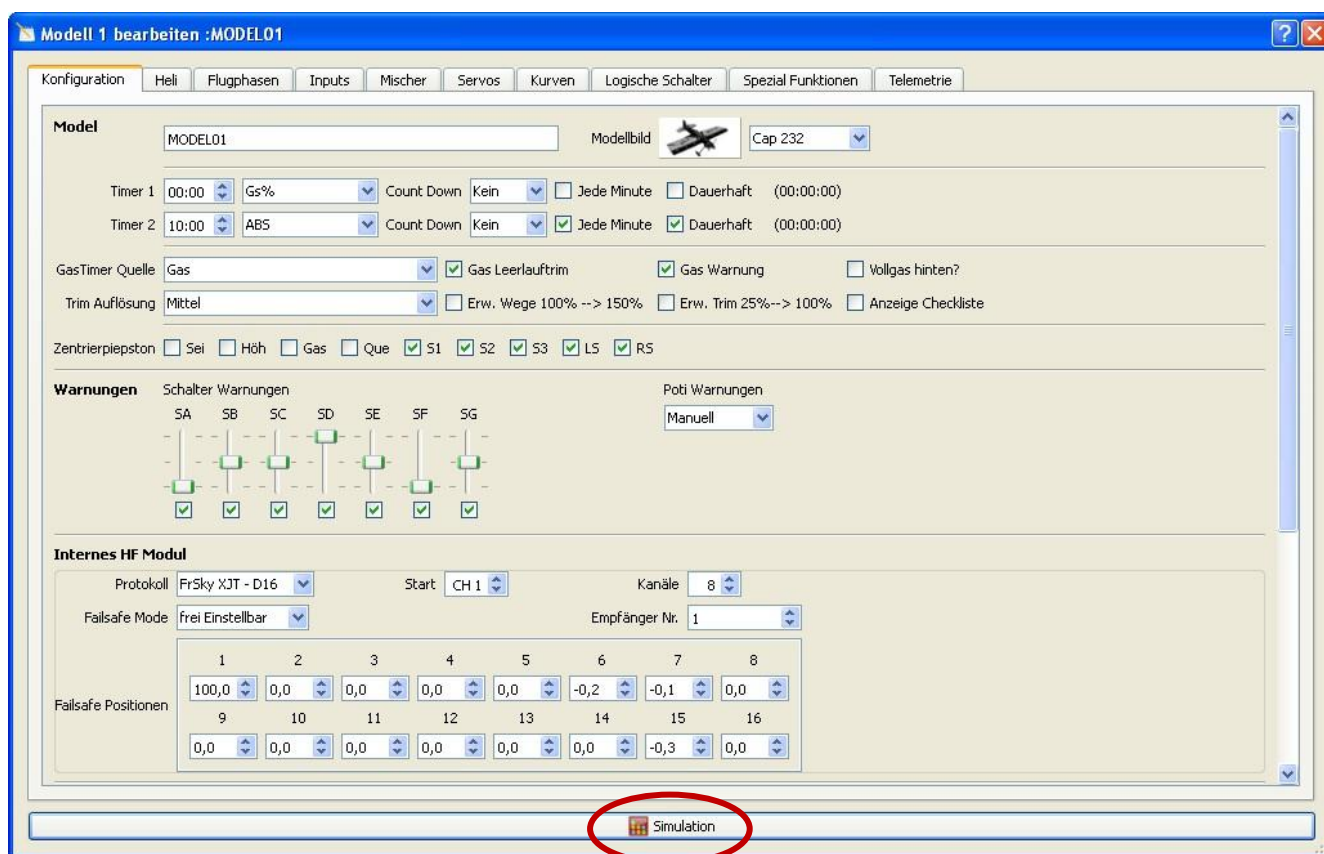 Modell 1 bearbeiten :MODEL01
Konfiguration Heli Flugphasen Inputs Mischer Servos Kurven Logische Schalter Spezial Funktionen Telemetrie
Model MODEL01 Modellbild Cap 232
Timer 1 00:00 Gs% Count Down Kein Jede Minute Dauerhaft (00:00:00)
Timer 2 10:00 ABS Count Down Kein Jede Minute Dauerhaft (00:00:00)
GasTimer Quelle Gas Gas Leerlauftrim Gas Warnung Vollgas hinten?
Trim Auflösung Mittel Erw. Wege 100% --> 150% Erw. Trim 25%--> 100% Anzeige Checkliste
Zentrierpiepston Sei Höh Gas Que S1 S2 S3 LS RS
Warnungen Schalter Warnungen Poti Warnungen
SA SB SC SD SE SF SG Manuell
Internes HF Modul
Protokoll FrSky XJT - D16 Start CH 1 Kanäle 8
Failsafe Mode frei Einstellbar Empfänger Nr. 1
1 2 3 4 5 6 7 8
100,0 0,0 0,0 0,0 0,0 -0,2 -0,1 0,0
Failsafe Positionen
9 10 11 12 13 14 15 16
0,0 0,0 0,0 0,0 0,0 0,0 -0,3 0,0
Simulation